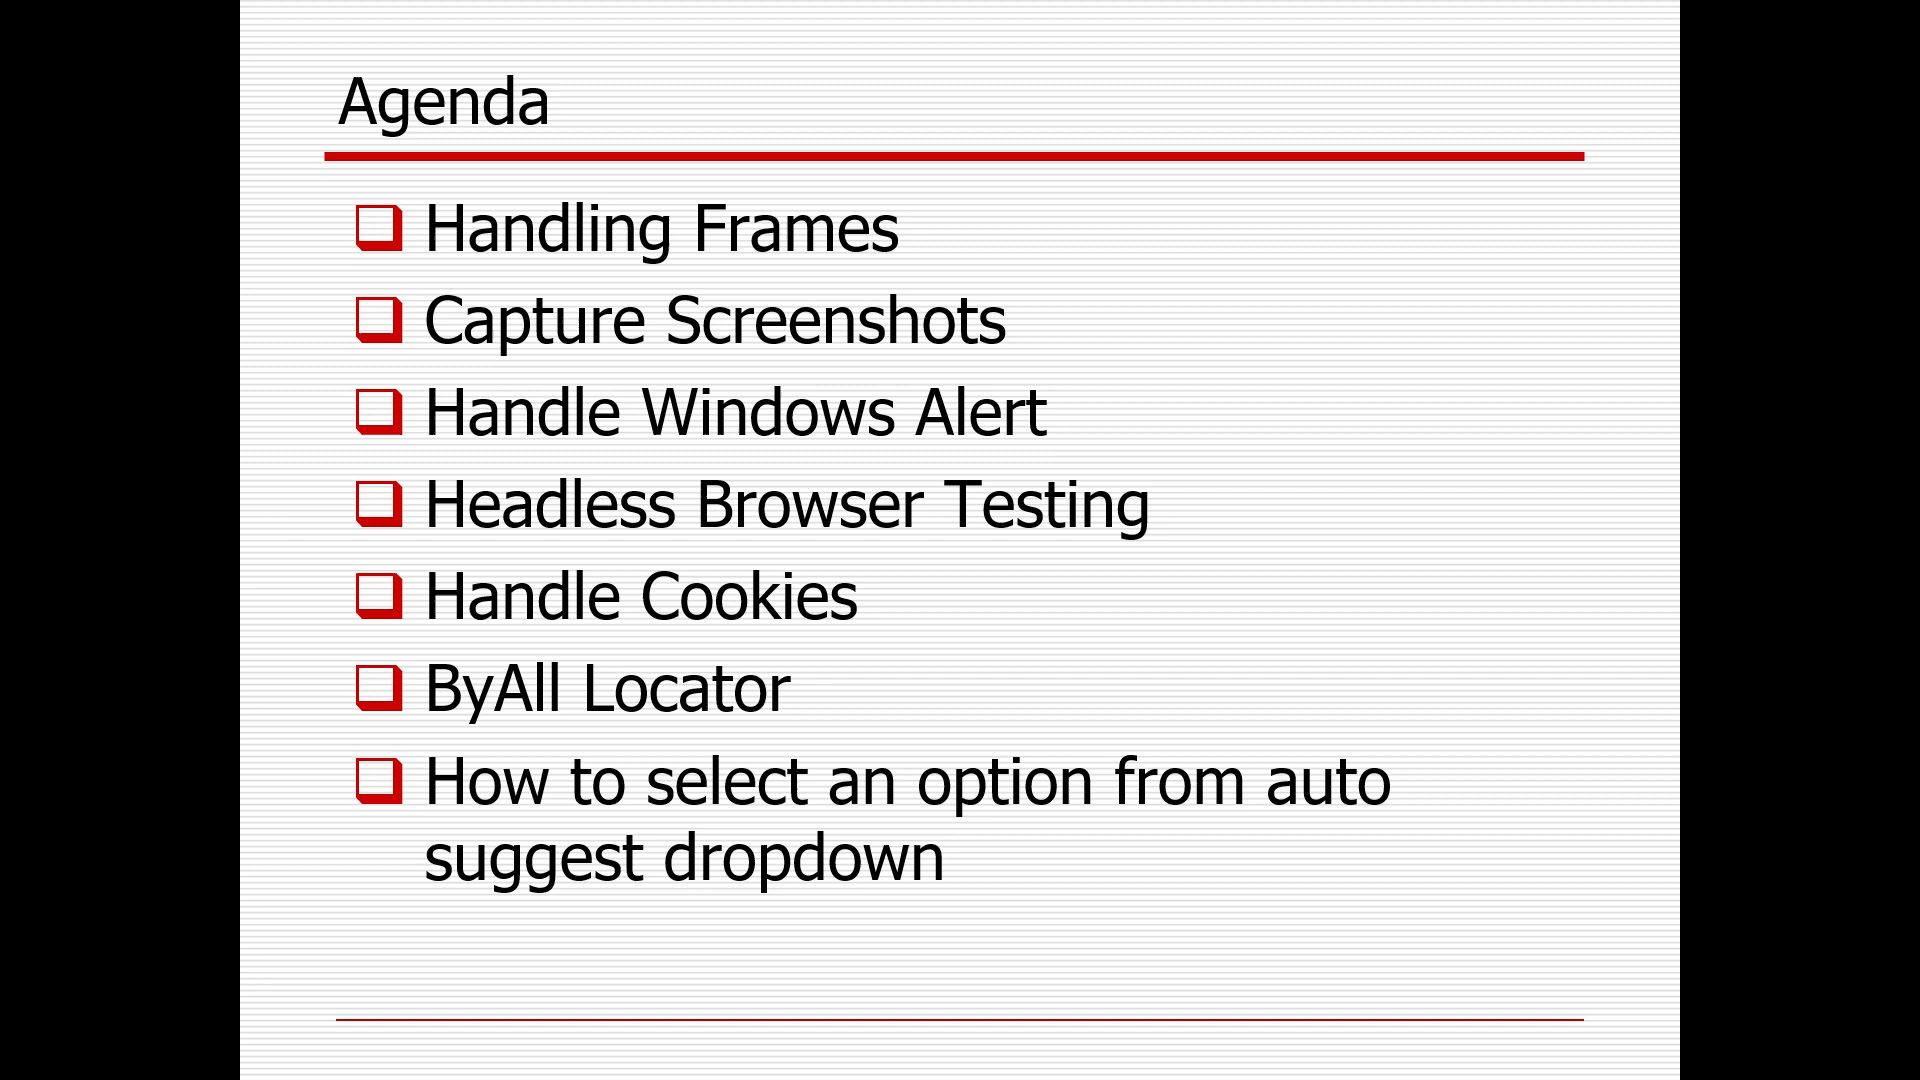 Agenda
Handling Frames
Capture Screenshots
Handle Windows Alert
Headless Browser Testing
Handle Cookies
ByAll Locator
How to select an option from auto
suggest dropdown